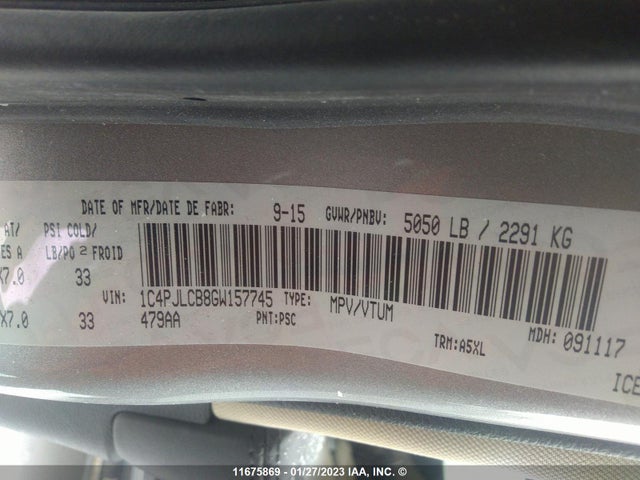 DATE OF MFR/DATE DE FABR: 9-15 GVWR/PNBV: 5050 LB / 2291 KG
AT/ PSI COLD/
ES A LB/PO 2 FROID
X7.0 33
VIN: 1C4PJLCB8GW157745 TYPE: MPV/VTUM
X7.0 33 479AA PNT:PSC
TRM:A5XL MDH: 091117
ICE
11675869 - 01/27/2023 IAA, Inc.